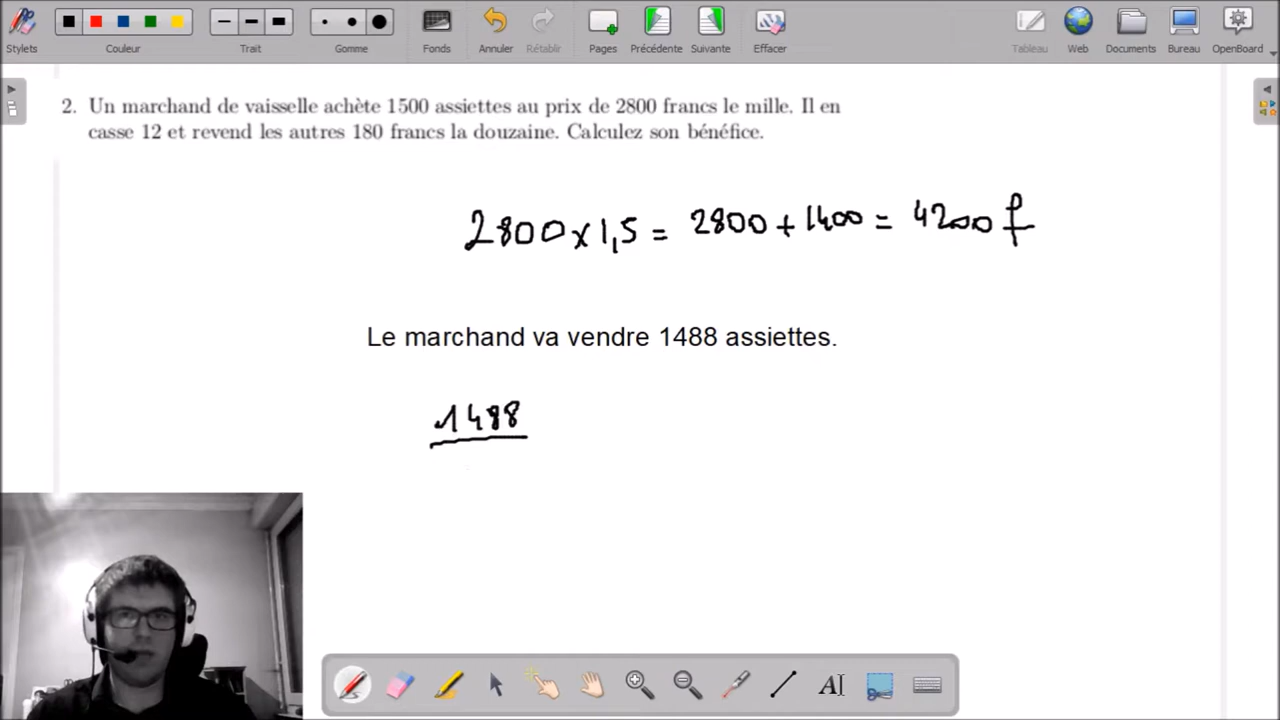 Stylets
Couleur
Trait
Gomme
Fonds
Annuler
Rétablir
Pages
Précédente
Suivante
Effacer
Tableau
Web
Documents
Bureau
OpenBoard
2. Un marchand de vaisselle achète 1500 assiettes au prix de 2800 francs le mille. Il en
casse 12 et revend les autres 180 francs la douzaine. Calculez son bénéfice.
2800 x 1,5 = 2800 + 1400 = 4200 f
Le marchand va vendre 1488 assiettes.
1488